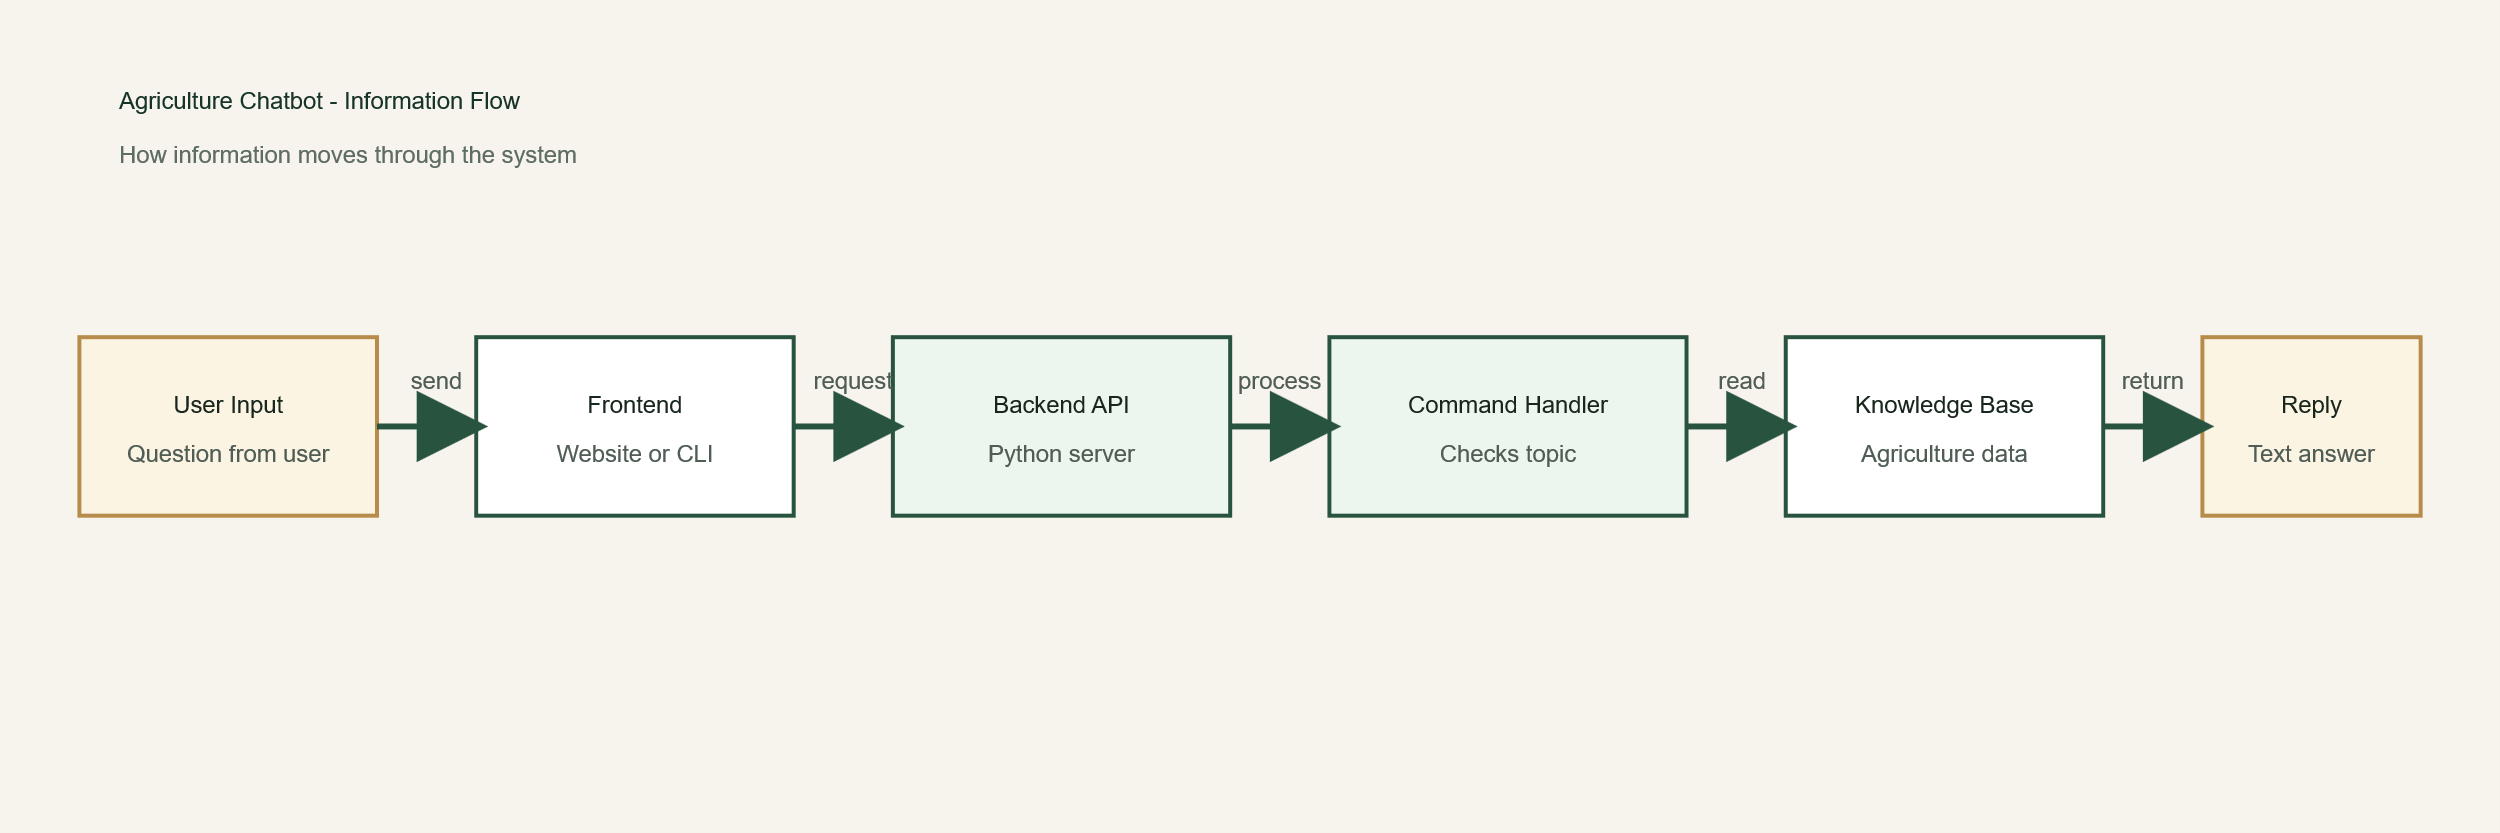 Agriculture Chatbot - Information Flow
How information moves through the system
User Input
Question from user
send
Frontend
Website or CLI
request
Backend API
Python server
process
Command Handler
Checks topic
read
Knowledge Base
Agriculture data
return
Reply
Text answer